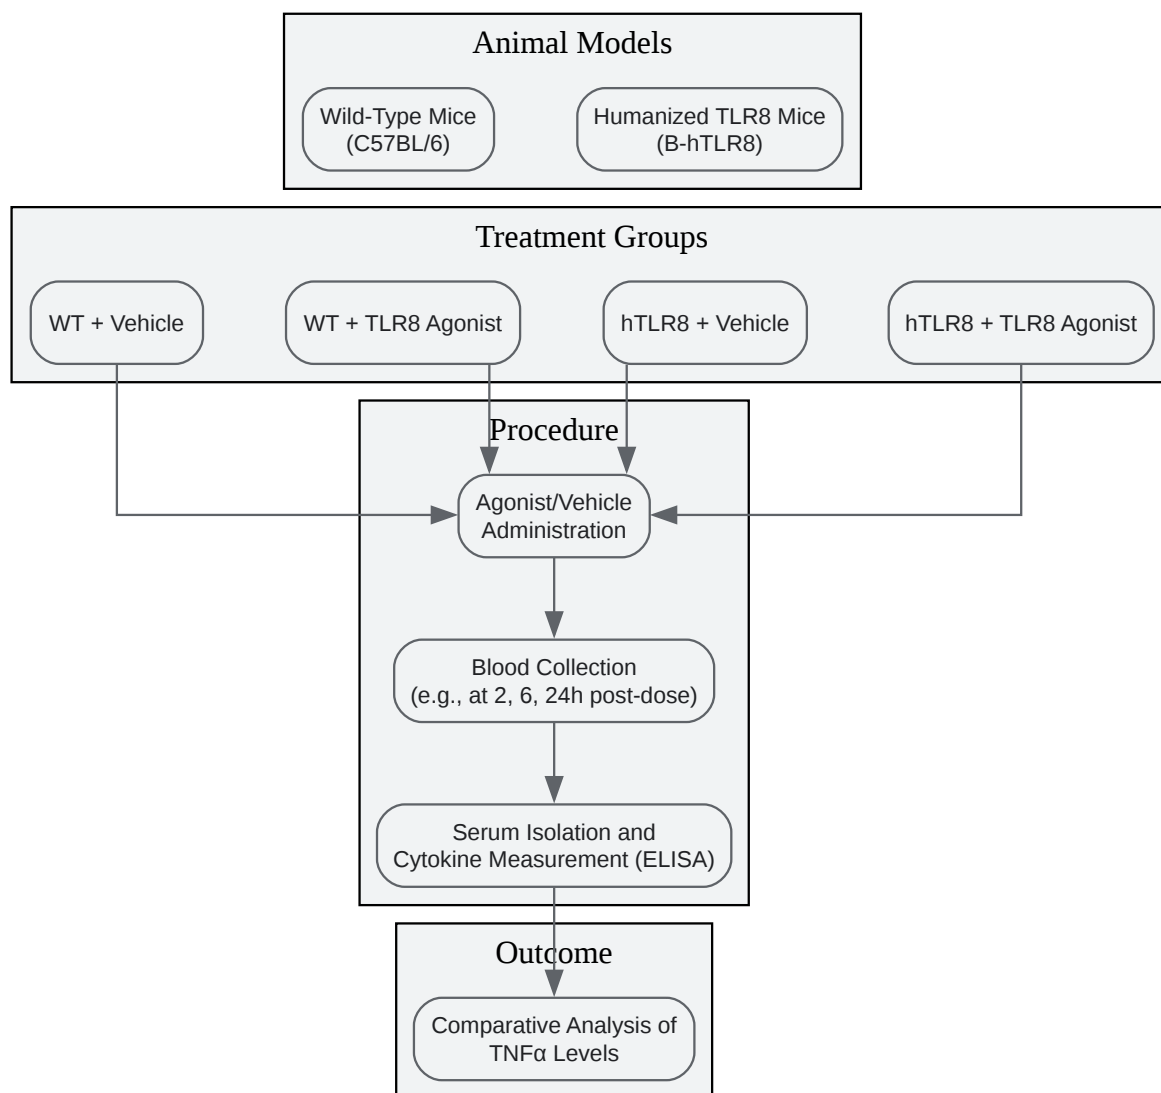 Animal Models
Wild-Type Mice
(C57BL/6)
Humanized TLR8 Mice
(B-hTLR8)
Treatment Groups
WT + Vehicle
WT + TLR8 Agonist
hTLR8 + Vehicle
hTLR8 + TLR8 Agonist
Procedure
Agonist/Vehicle
Administration
Blood Collection
(e.g., at 2, 6, 24h post-dose)
Serum Isolation and
Cytokine Measurement (ELISA)
Outcome
Comparative Analysis of
TNFα Levels